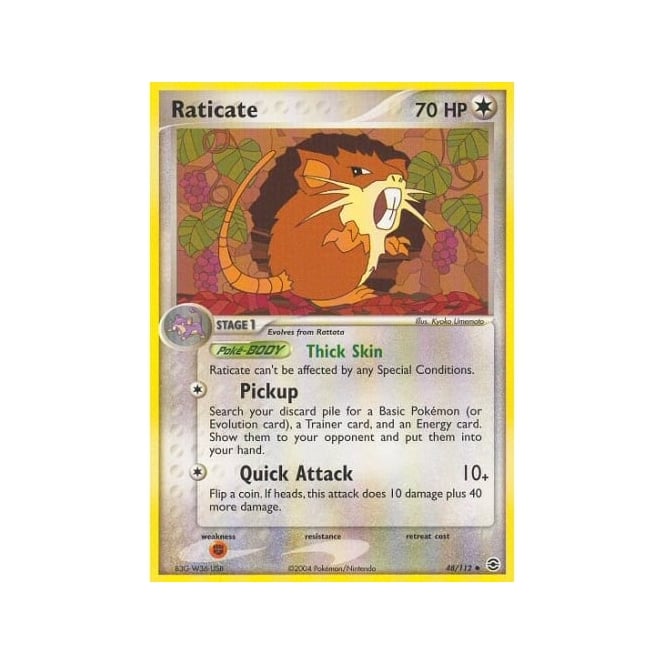 Raticate 70 HP
Illus. Kyoko Umemoto
STAGE 1
Evolves from Rattata
Poké-BODY Thick Skin
Raticate can't be affected by any Special Conditions.
Pickup
Search your discard pile for a Basic Pokémon (or
Evolution card), a Trainer card, and an Energy card.
Show them to your opponent and put them into
your hand.
Quick Attack 10+
Flip a coin. If heads, this attack does 10 damage plus 40
more damage.
weakness resistance retreat cost
©2004 Pokémon/Nintendo 48/112